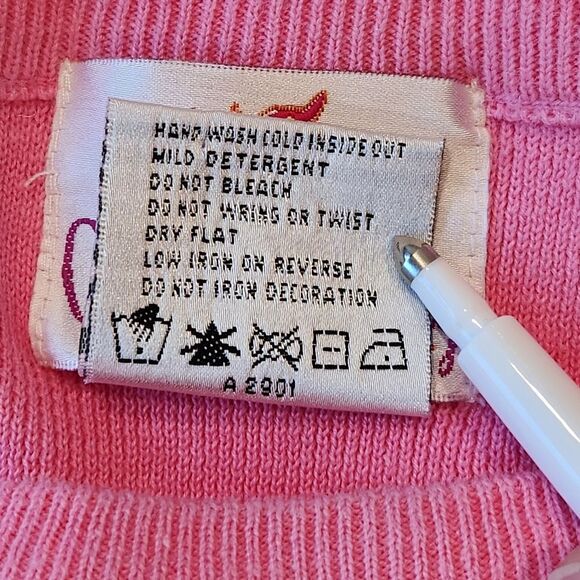 HAND WASH COLD INSIDE OUT
MILD DETERGENT
DO NOT BLEACH
DO NOT WRING OR TWIST
DRY FLAT
LOW IRON ON REVERSE
DO NOT IRON DECORATION
A 2901